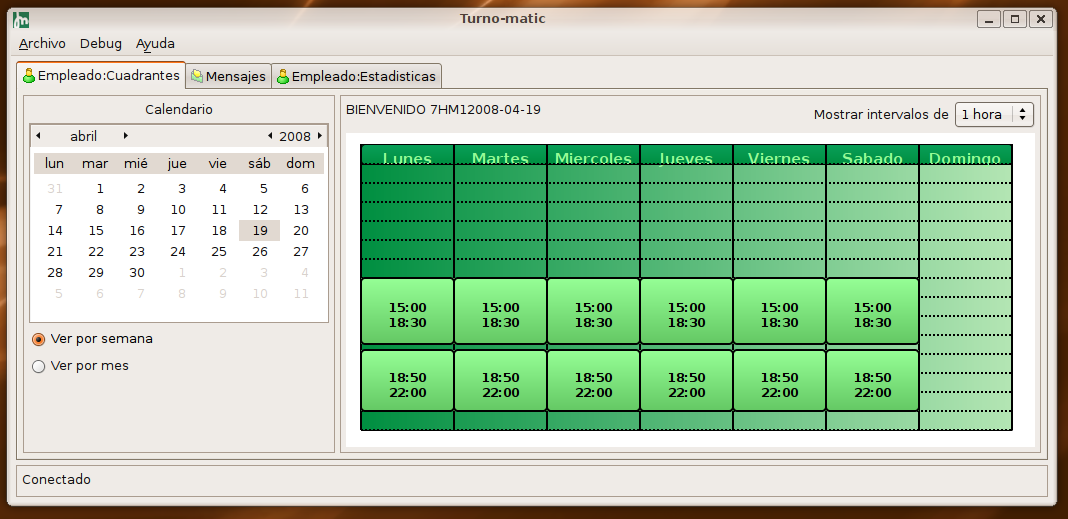 Turno-matic
Archivo Debug Ayuda
Empleado:Cuadrantes Mensajes Empleado:Estadisticas
Calendario
abril 2008
lun mar mié jue vie sáb dom
31 1 2 3 4 5 6
7 8 9 10 11 12 13
14 15 16 17 18 19 20
21 22 23 24 25 26 27
28 29 30 1 2 3 4
5 6 7 8 9 10 11
Ver por semana
Ver por mes
BIENVENIDO 7HM12008-04-19
Mostrar intervalos de 1 hora
Lunes Martes Miercoles Jueves Viernes Sabado Domingo
15:00 15:00 15:00 15:00 15:00 15:00
18:30 18:30 18:30 18:30 18:30 18:30
18:50 18:50 18:50 18:50 18:50 18:50
22:00 22:00 22:00 22:00 22:00 22:00
Conectado